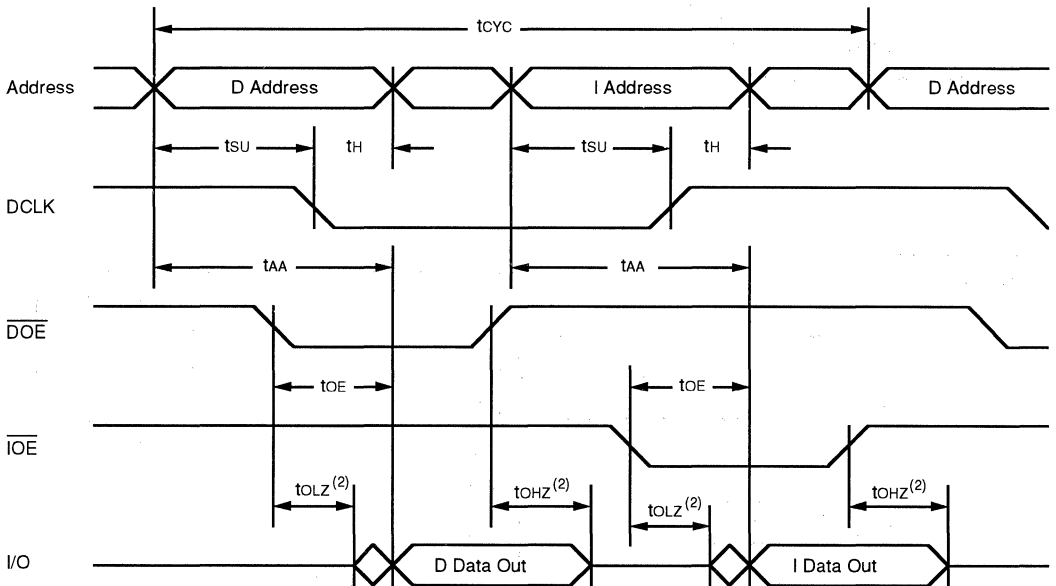 tCYC
Address D Address I Address D Address
tSU tH tSU tH
DCLK
tAA tAA
DOE
tOE tOE
IOE
tOLZ(2) tOHZ(2) tOLZ(2) tOHZ(2)
I/O D Data Out I Data Out